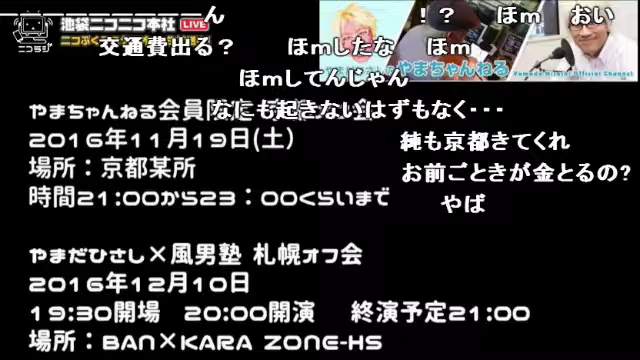 ニコラジ
池袋ニコニコ本社 LIVE
ん
！？ ほm おい
交通費出る？ ほmしたな ほm
ほmしてんじゃん
やまちゃんねる
Yamada Hisashi Official Channel
なにも起きないはずもなく･･･
やまちゃんねる会員限定
2016年11月19日(土)
場所：京都某所
時間21:00から23：00くらいまで
純も京都きてくれ
お前ごときが金とるの?
やば
やまだひさし×風男塾 札幌オフ会
2016年12月10日
19:30開場 20:00開演 終演予定21:00
場所：BAN×KARA ZONE-HS